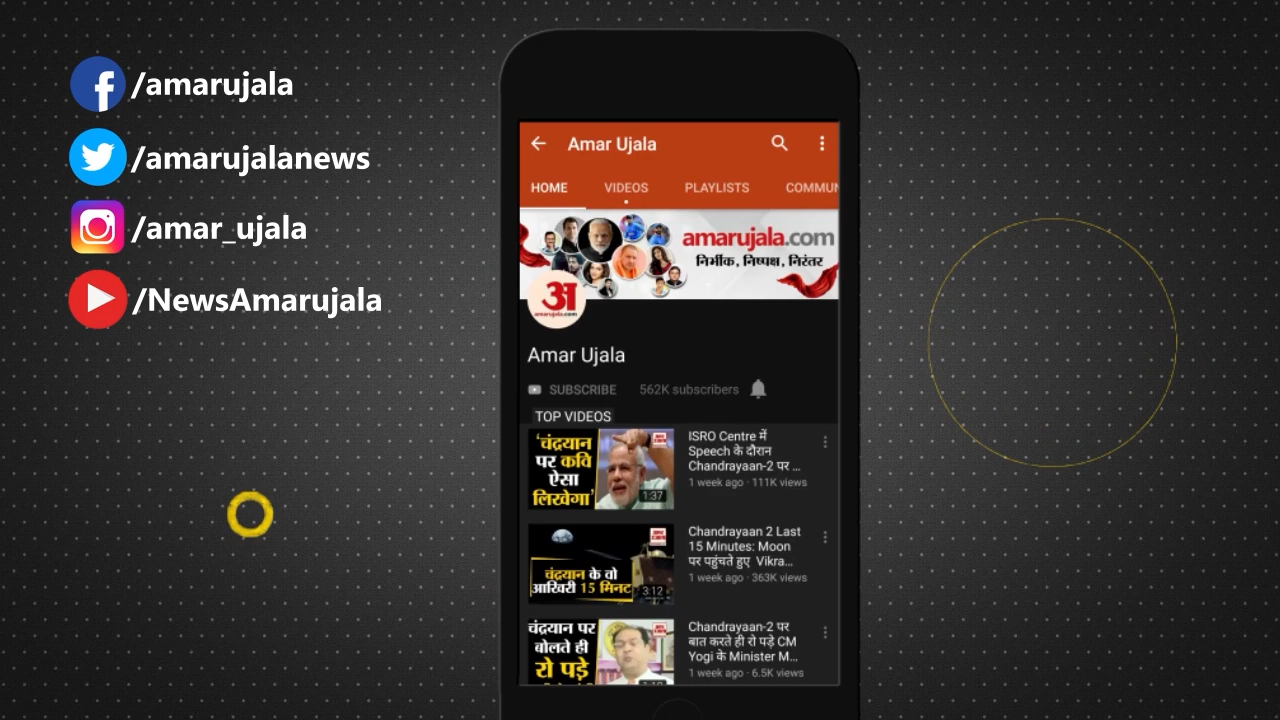 /amarujala
/amarujalanews
/amar_ujala
/NewsAmarujala
Amar Ujala
HOME VIDEOS PLAYLISTS COMMUN
amarujala.com
निर्भीक, निष्पक्ष, निरंतर
अ
amarujala.com
Amar Ujala
SUBSCRIBE 562K subscribers
TOP VIDEOS
'चंद्रयान
पर कवि
ऐसा
लिखेगा'
1:37
ISRO Centre में
Speech के दौरान
Chandrayaan-2 पर ...
1 week ago · 111K views
चंद्रयान के वो
आखिरी 15 मिनट
3:12
Chandrayaan 2 Last
15 Minutes: Moon
पर पहुंचते हुए Vikra...
1 week ago · 363K views
चंद्रयान पर
बोलते ही
रो पड़े
Chandrayaan-2 पर
बात करते ही रो पड़े CM
Yogi के Minister M...
1 week ago · 6.5K views